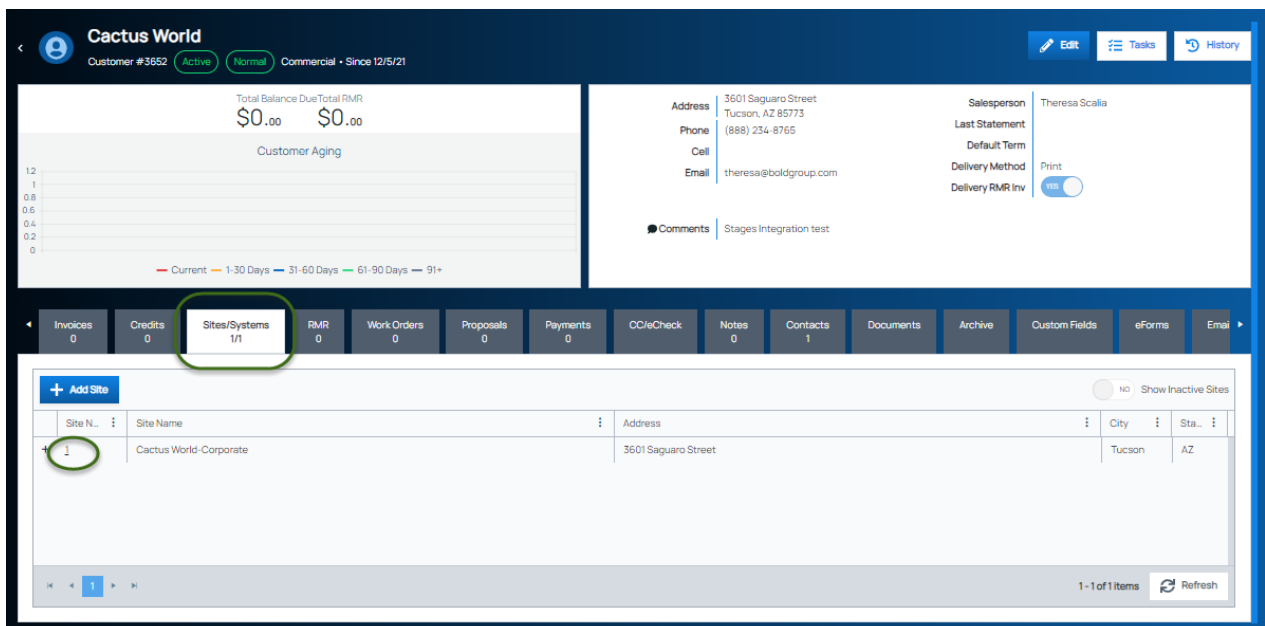 Cactus World
Customer #3652 Active Normal Commercial • Since 12/5/21
Edit Tasks History
Total Balance Due Total RMR
$0.00 $0.00
Customer Aging
1.2
1
0.8
0.6
0.4
0.2
0
Current 1-30 Days 31-60 Days 61-90 Days 91+
Address 3601 Saguaro Street
Tucson, AZ 85773
Phone (888) 234-8765
Cell
Email theresa@boldgroup.com
Comments Stages Integration test
Salesperson Theresa Scalia
Last Statement
Default Term
Delivery Method Print
Delivery RMR Inv YES
Invoices Credits Sites/Systems RMR Work Orders Proposals Payments CC/eCheck Notes Contacts Documents Archive Custom Fields eForms Emai
0 0 1/1 0 0 0 0 0 1
+ Add Site NO Show Inactive Sites
Site N... Site Name Address City Sta...
+ 1 Cactus World-Corporate 3601 Saguaro Street Tucson AZ
1 1 - 1 of 1 items Refresh